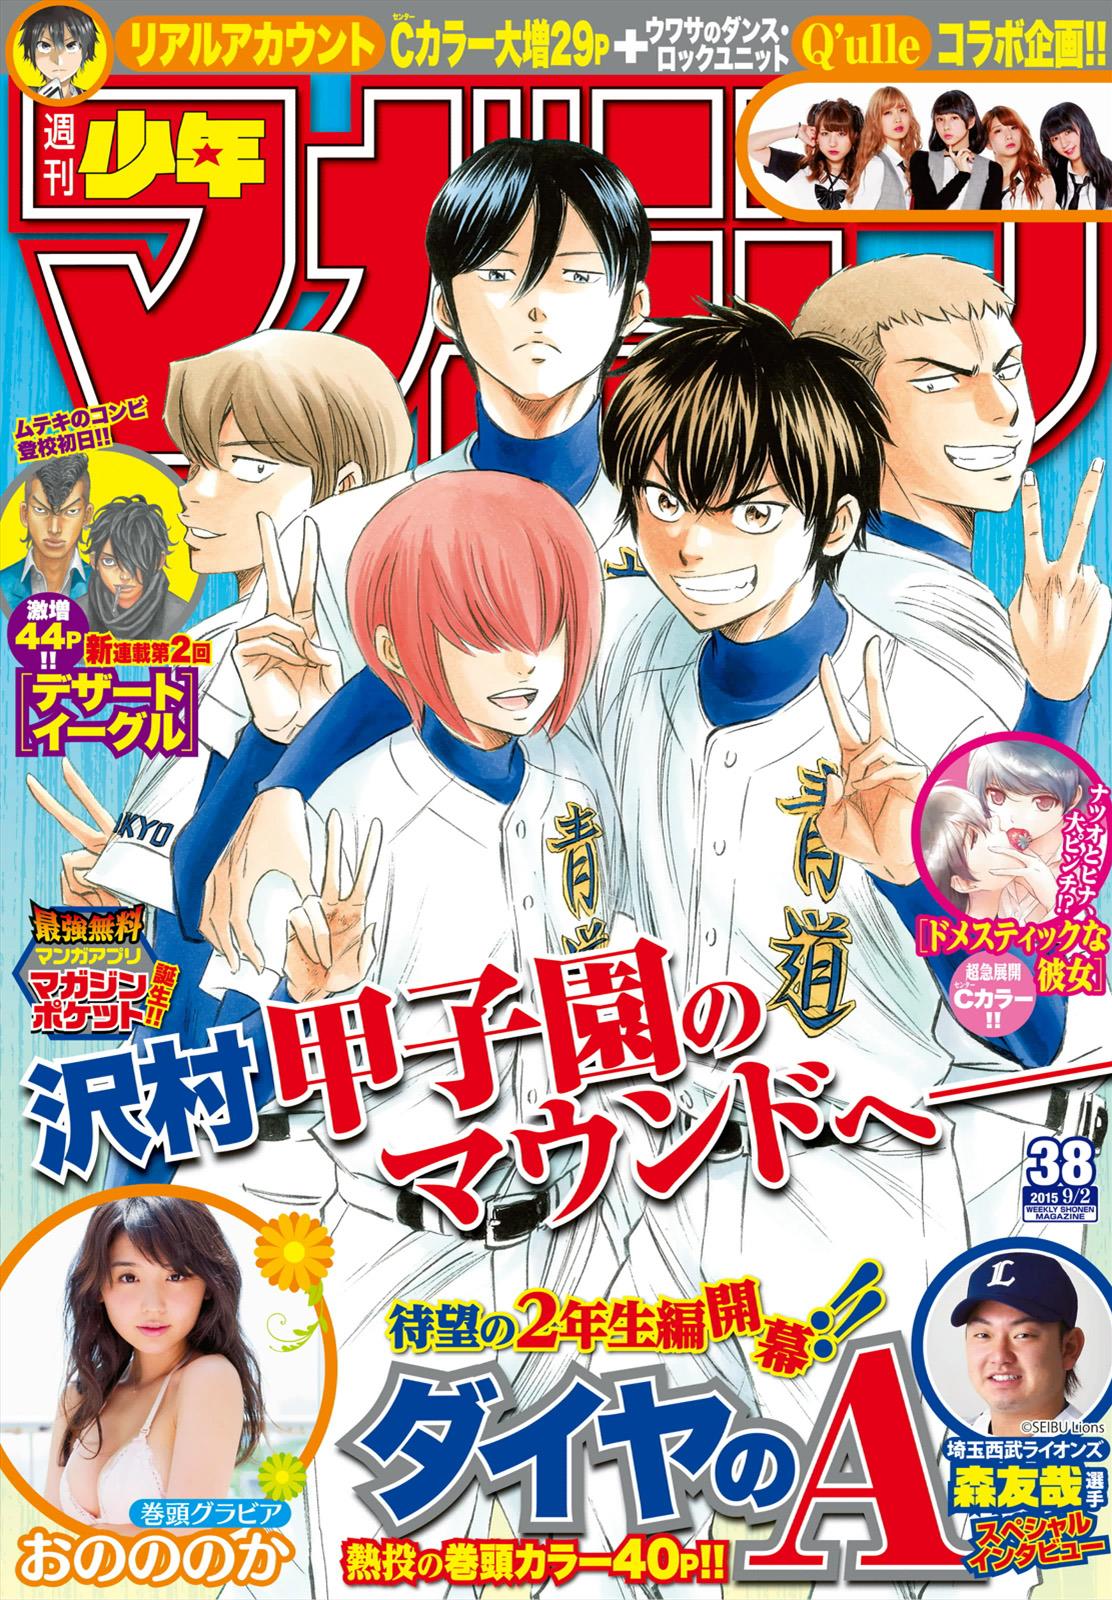 リアルアカウント
センター
Cカラー大増29P
+
ウワサのダンス・
ロックユニット
Q'ulle
コラボ企画!!
週刊
少年
マガジン
ムテキのコンビ
登校初日!!
激増
44P
!!
新連載第2回
[デザート
イーグル]
TOKYO
青道
青道
ナツオとヒナ、
大ピンチ!?
[ドメスティックな
彼女]
超急展開
センター
Cカラー
!!
最強無料
マンガアプリ
マガジン
ポケット
誕生!!
沢村
甲子園の
マウンドへ―
38
2015 9/2
WEEKLY SHONEN
MAGAZINE
待望の2年生編開幕!!
ダイヤのA
熱投の巻頭カラー40P!!
巻頭グラビア
おのののか
L
©SEIBU Lions
埼玉西武ライオンズ
森友哉選手
スペシャル
インタビュー